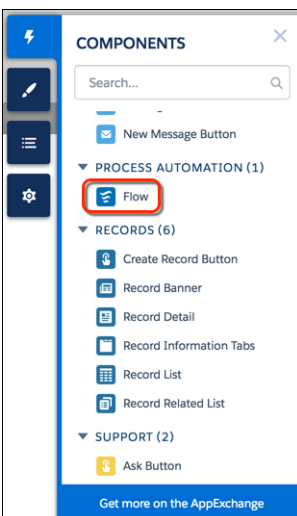 COMPONENTS
Search...
New Message Button
PROCESS AUTOMATION (1)
Flow
RECORDS (6)
Create Record Button
Record Banner
Record Detail
Record Information Tabs
Record List
Record Related List
SUPPORT (2)
Ask Button
Get more on the AppExchange